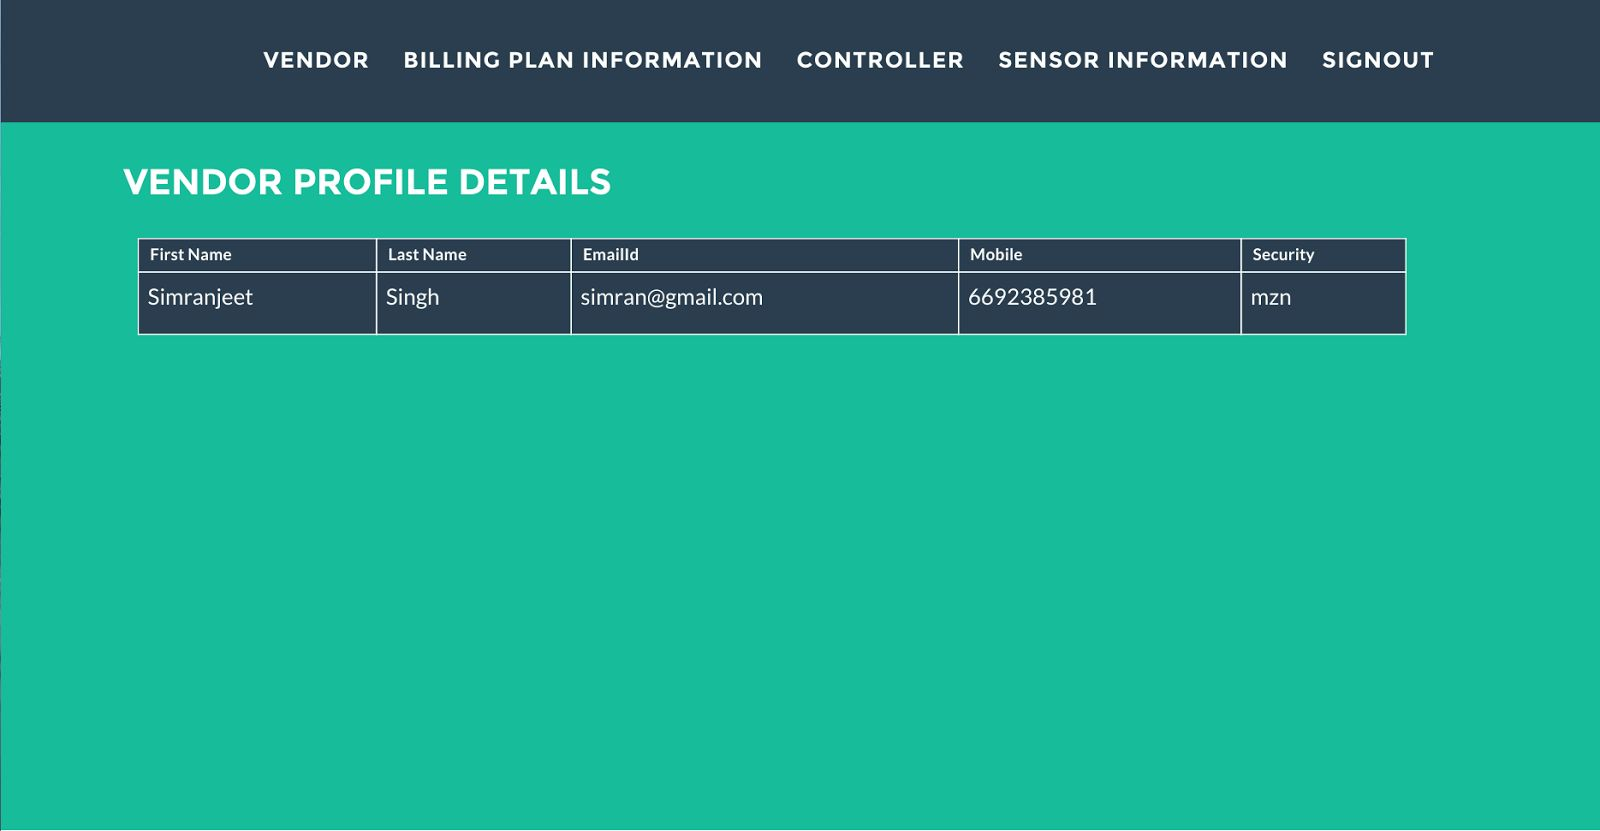 VENDOR BILLING PLAN INFORMATION CONTROLLER SENSOR INFORMATION SIGNOUT
VENDOR PROFILE DETAILS
First Name Last Name EmailId Mobile Security
Simranjeet Singh simran@gmail.com 6692385981 mzn